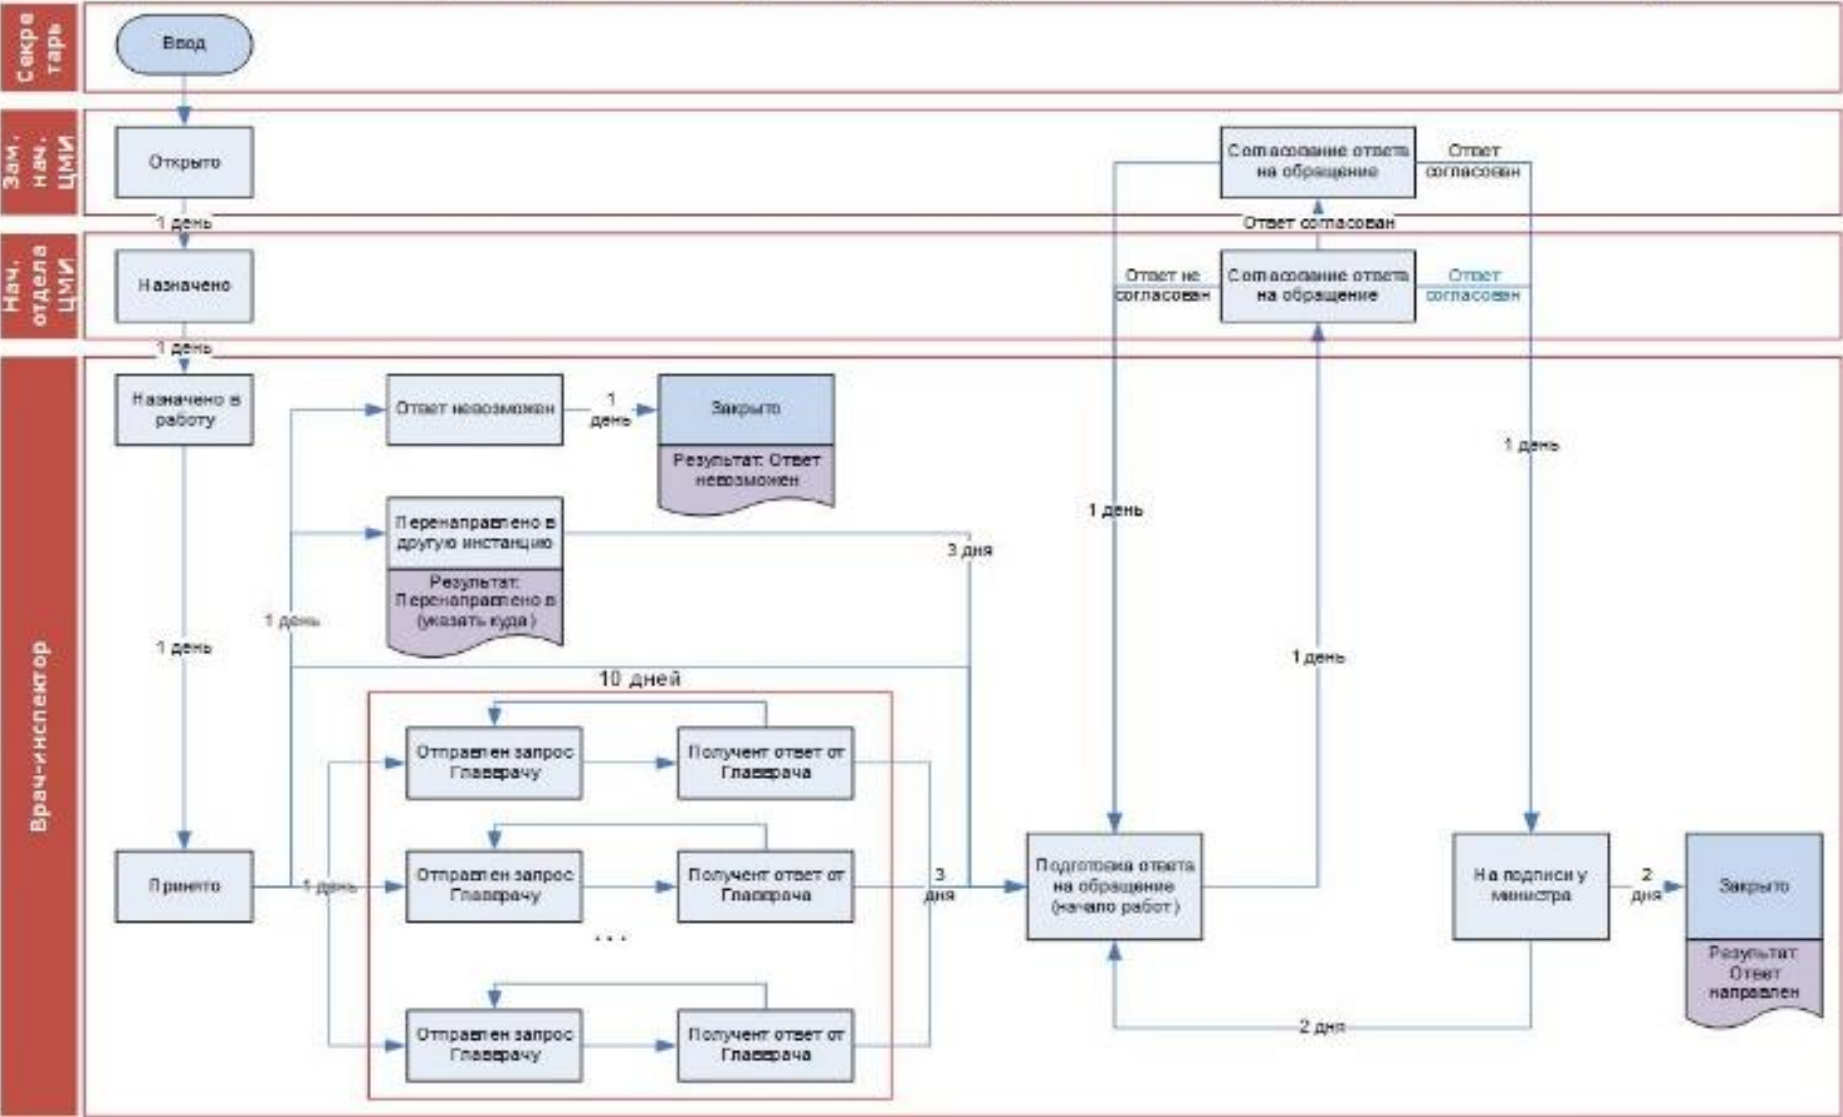 Секре
тарь
Ввод
Зам.
нач.
ЦМИ
Открыто
Согласование ответа
на обращение
Ответ
согласован
1 день
Ответ согласован
Нач.
отдела
ЦМИ
Назначено
Ответ не
согласован
Согласование ответа
на обращение
Ответ
согласован
1 день
Врач-инспектор
Назначено в
работу
Ответ невозможен
1
день
Закрыто
Результат: Ответ
невозможен
1 день
1 день
Перенаправлено в
другую инстанцию
3 дня
Результат:
Перенаправлено в
(указать куда)
1 день
1 день
1 день
10 дней
Отправлен запрос
Главврачу
Получент ответ от
Главврача
Принято
1 день
Отправлен запрос
Главврачу
Получент ответ от
Главврача
3
дня
Подготовка ответа
на обращение
(начало работ)
На подписи у
министра
2
дня
Закрыто
...
Результат
Ответ
направлен
Отправлен запрос
Главврачу
Получент ответ от
Главврача
2 дня